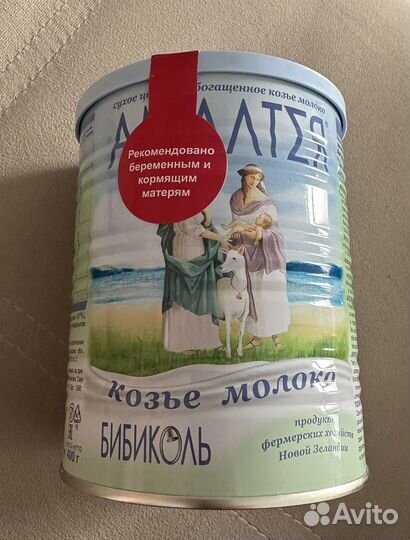 сухое це обогащенное козье молоко
АМАЛТЕЯ®
Рекомендовано
беременным и
кормящим
матерям
козье молоко
БИБИКОЛЬ
продукт
фермерских хозяйств
Новой Зеландии
400 г
Avito